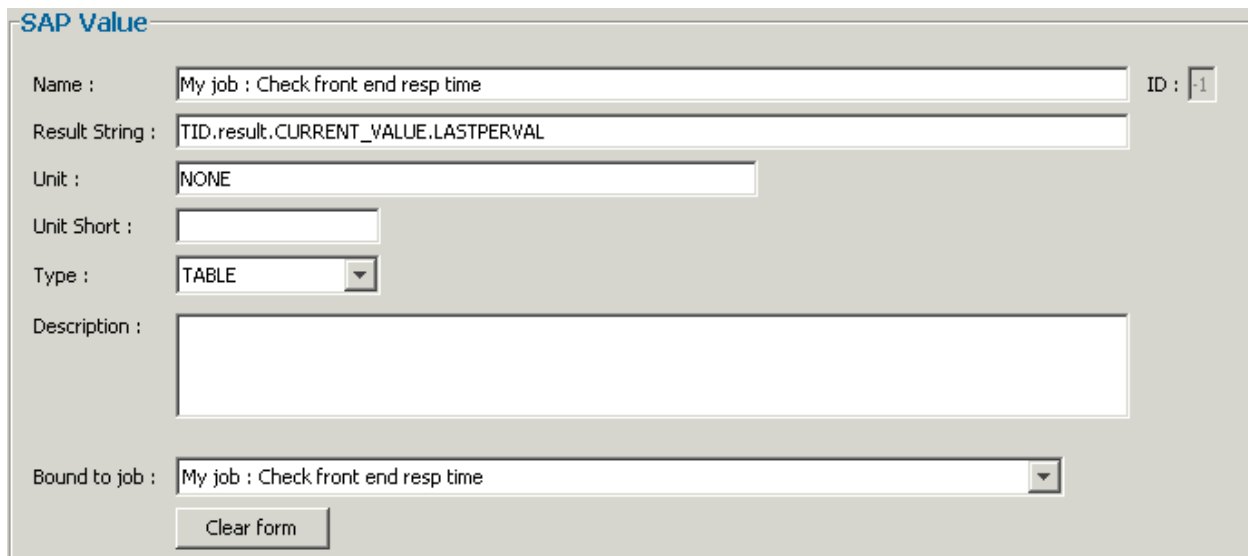 SAP Value
Name : My job : Check front end resp time ID : -1
Result String : TID.result.CURRENT_VALUE.LASTPERVAL
Unit : NONE
Unit Short :
Type : TABLE
Description :
Bound to job : My job : Check front end resp time
Clear form